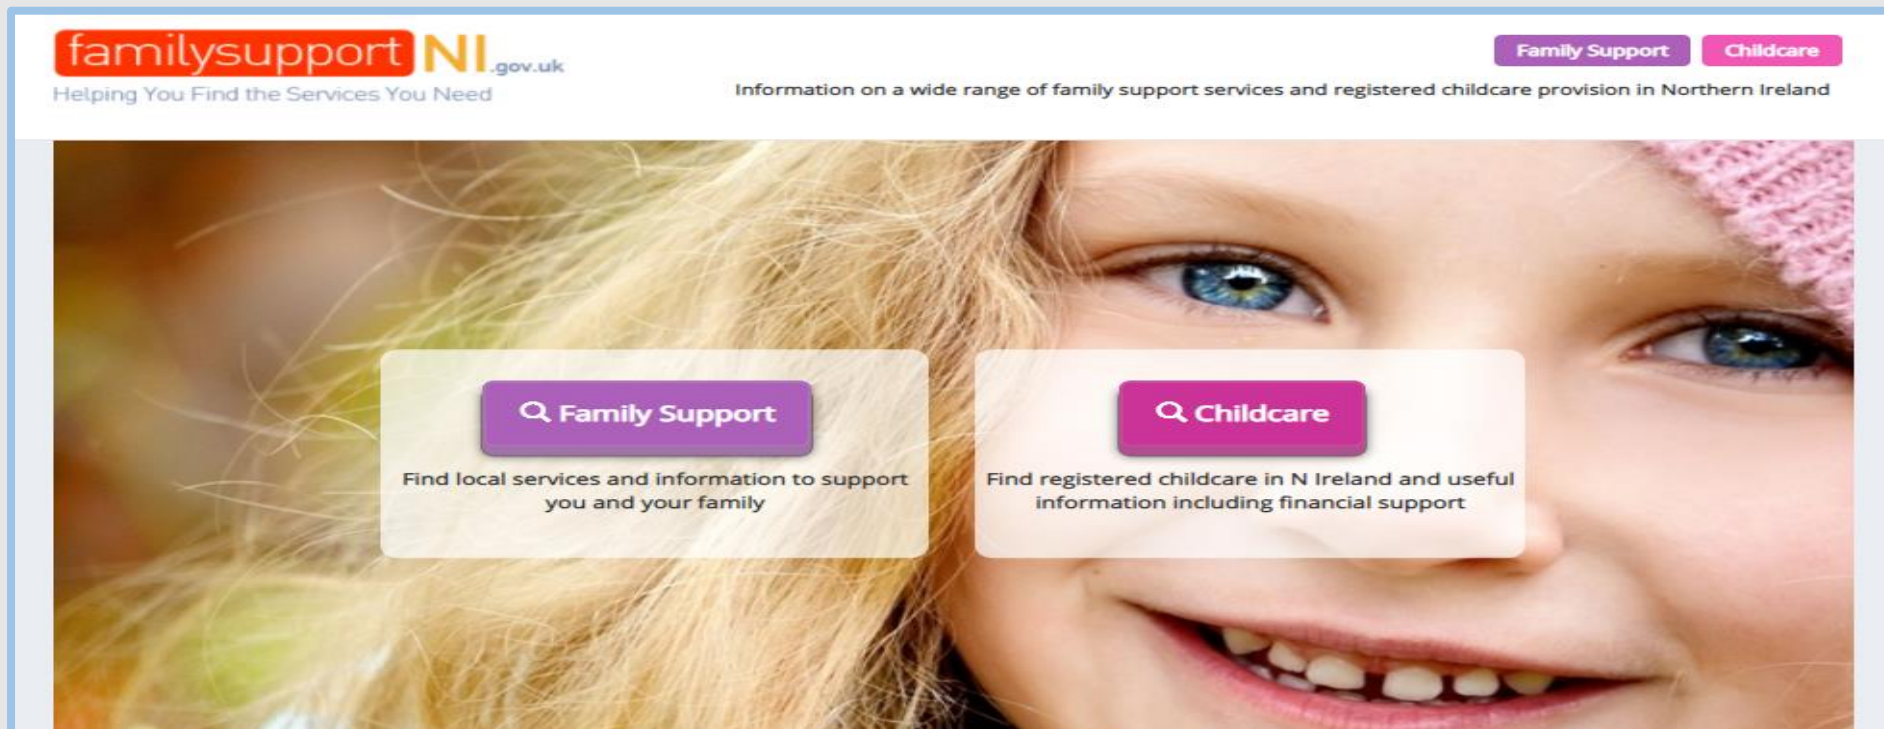 familysupport NI.gov.uk
Helping You Find the Services You Need
Family Support
Childcare
Information on a wide range of family support services and registered childcare provision in Northern Ireland
Family Support
Find local services and information to support
you and your family
Childcare
Find registered childcare in N Ireland and useful
information including financial support